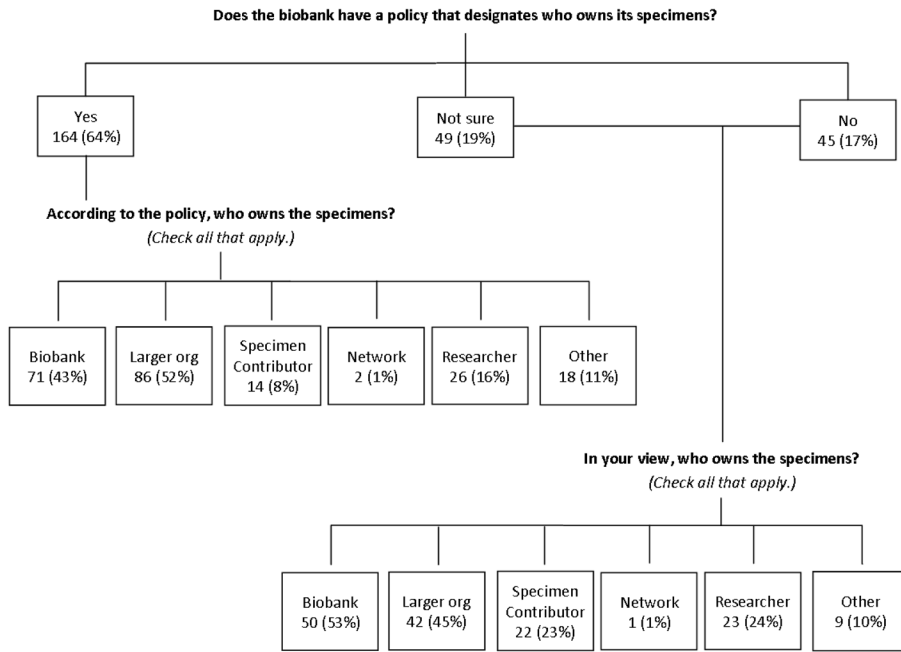 Does the biobank have a policy that designates who owns its specimens?
Yes
164 (64%)
Not sure
49 (19%)
No
45 (17%)
According to the policy, who owns the specimens?
(Check all that apply.)
Biobank
71 (43%)
Larger org
86 (52%)
Specimen
Contributor
14 (8%)
Network
2 (1%)
Researcher
26 (16%)
Other
18 (11%)
In your view, who owns the specimens?
(Check all that apply.)
Biobank
50 (53%)
Larger org
42 (45%)
Specimen
Contributor
22 (23%)
Network
1 (1%)
Researcher
23 (24%)
Other
9 (10%)